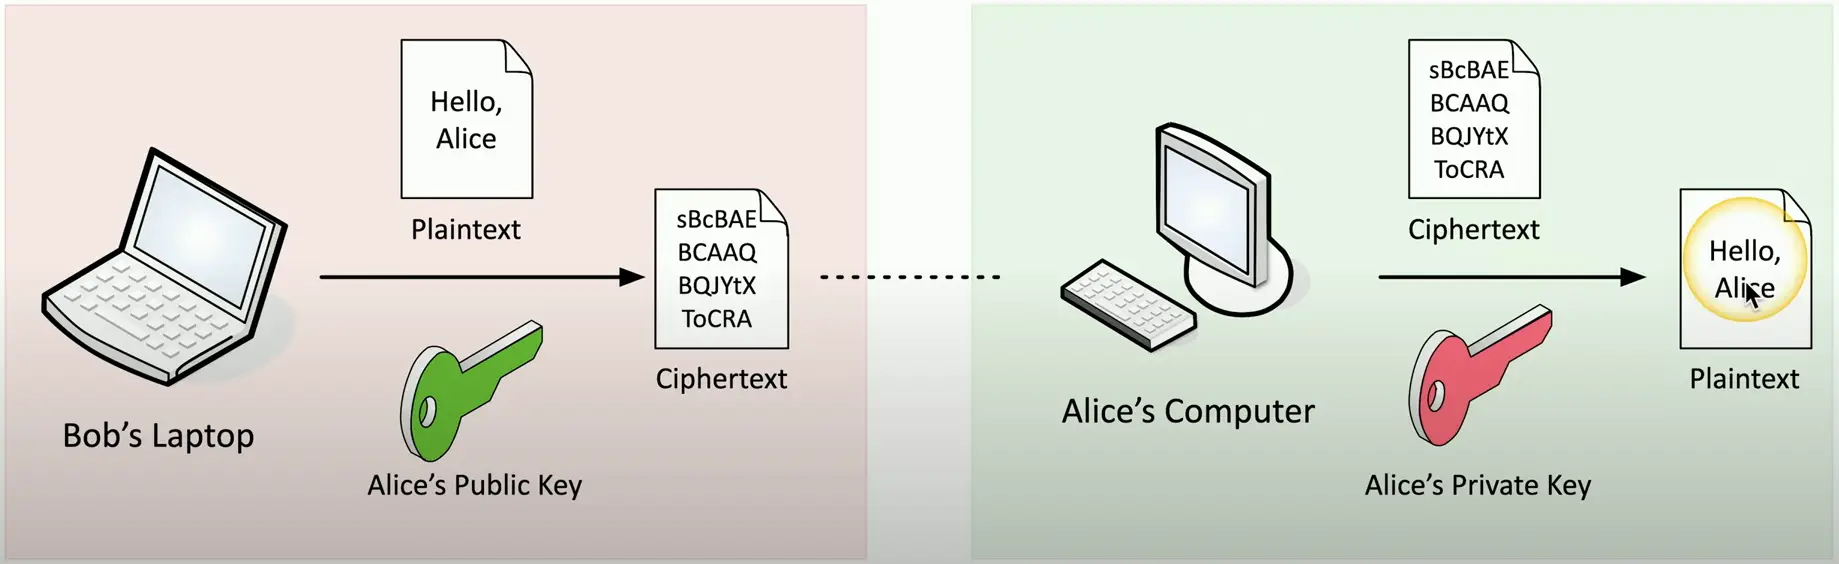 Hello,
Alice
Plaintext
sBcBAE
BCAAQ
BQJYtX
ToCRA
Ciphertext
Bob's Laptop
Alice's Public Key
sBcBAE
BCAAQ
BQJYtX
ToCRA
Ciphertext
Hello,
Alice
Plaintext
Alice's Computer
Alice's Private Key